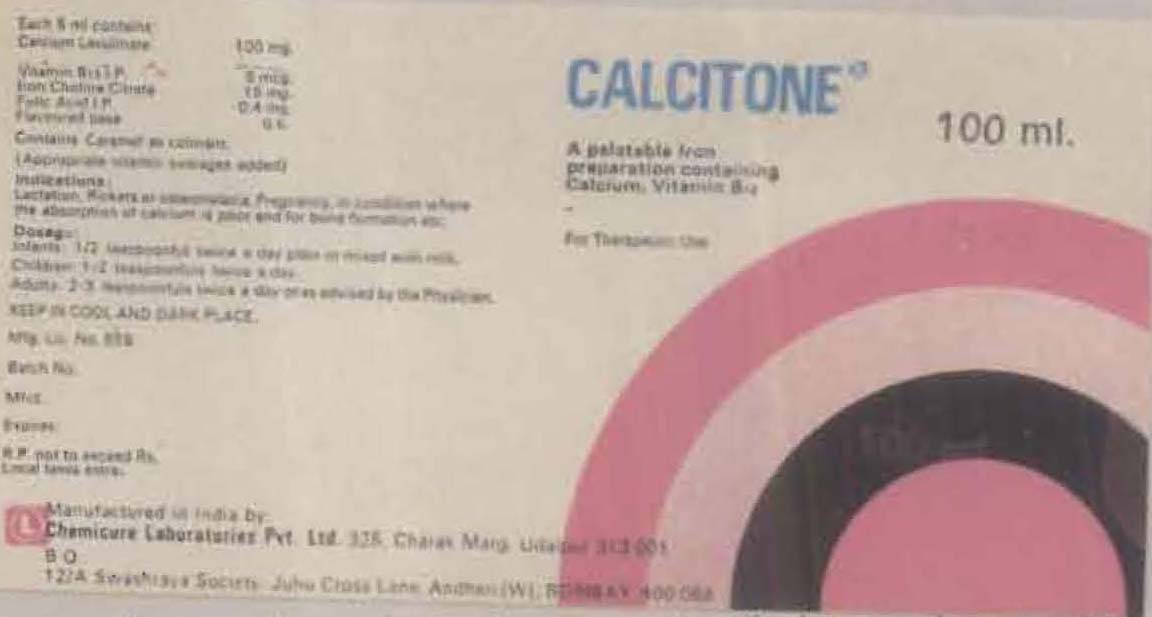 Each 5 ml contains:
Calcium Levulinate 100 mg.
Vitamin B12 I.P. 5 mcg.
Iron Choline Citrate 15 mg.
Folic Acid I.P. 0.4 mg.
Flavoured base q.s.
Contains Caramel as colorant.
(Appropriate vitamin overages added)
Indications:
Lactation, Rickets or osteomalacia, Pregnancy, in condition where
the absorption of calcium is poor and for bone formation etc.
Dosage:
Infants: 1/2 teaspoonful twice a day plain or mixed with milk.
Children: 1-2 teaspoonfuls twice a day.
Adults: 2-3 teaspoonfuls twice a day or as advised by the Physician.
KEEP IN COOL AND DARK PLACE.
Mfg. Lic. No.
Batch No.
Mfd.
Expires:
R.P. not to exceed Rs.
Local taxes extra.
L
Manufactured in India by:
Chemicure Laboratories Pvt. Ltd. 328, Charak Marg, Udaipur 313 001
B O
12/A Swashraya Society, Juhu Cross Lane, Andheri (W), BOMBAY 400 058
CALCITONE®
100 ml.
A palatable Iron
preparation containing
Calcium, Vitamin B12
For Therapeutic Use